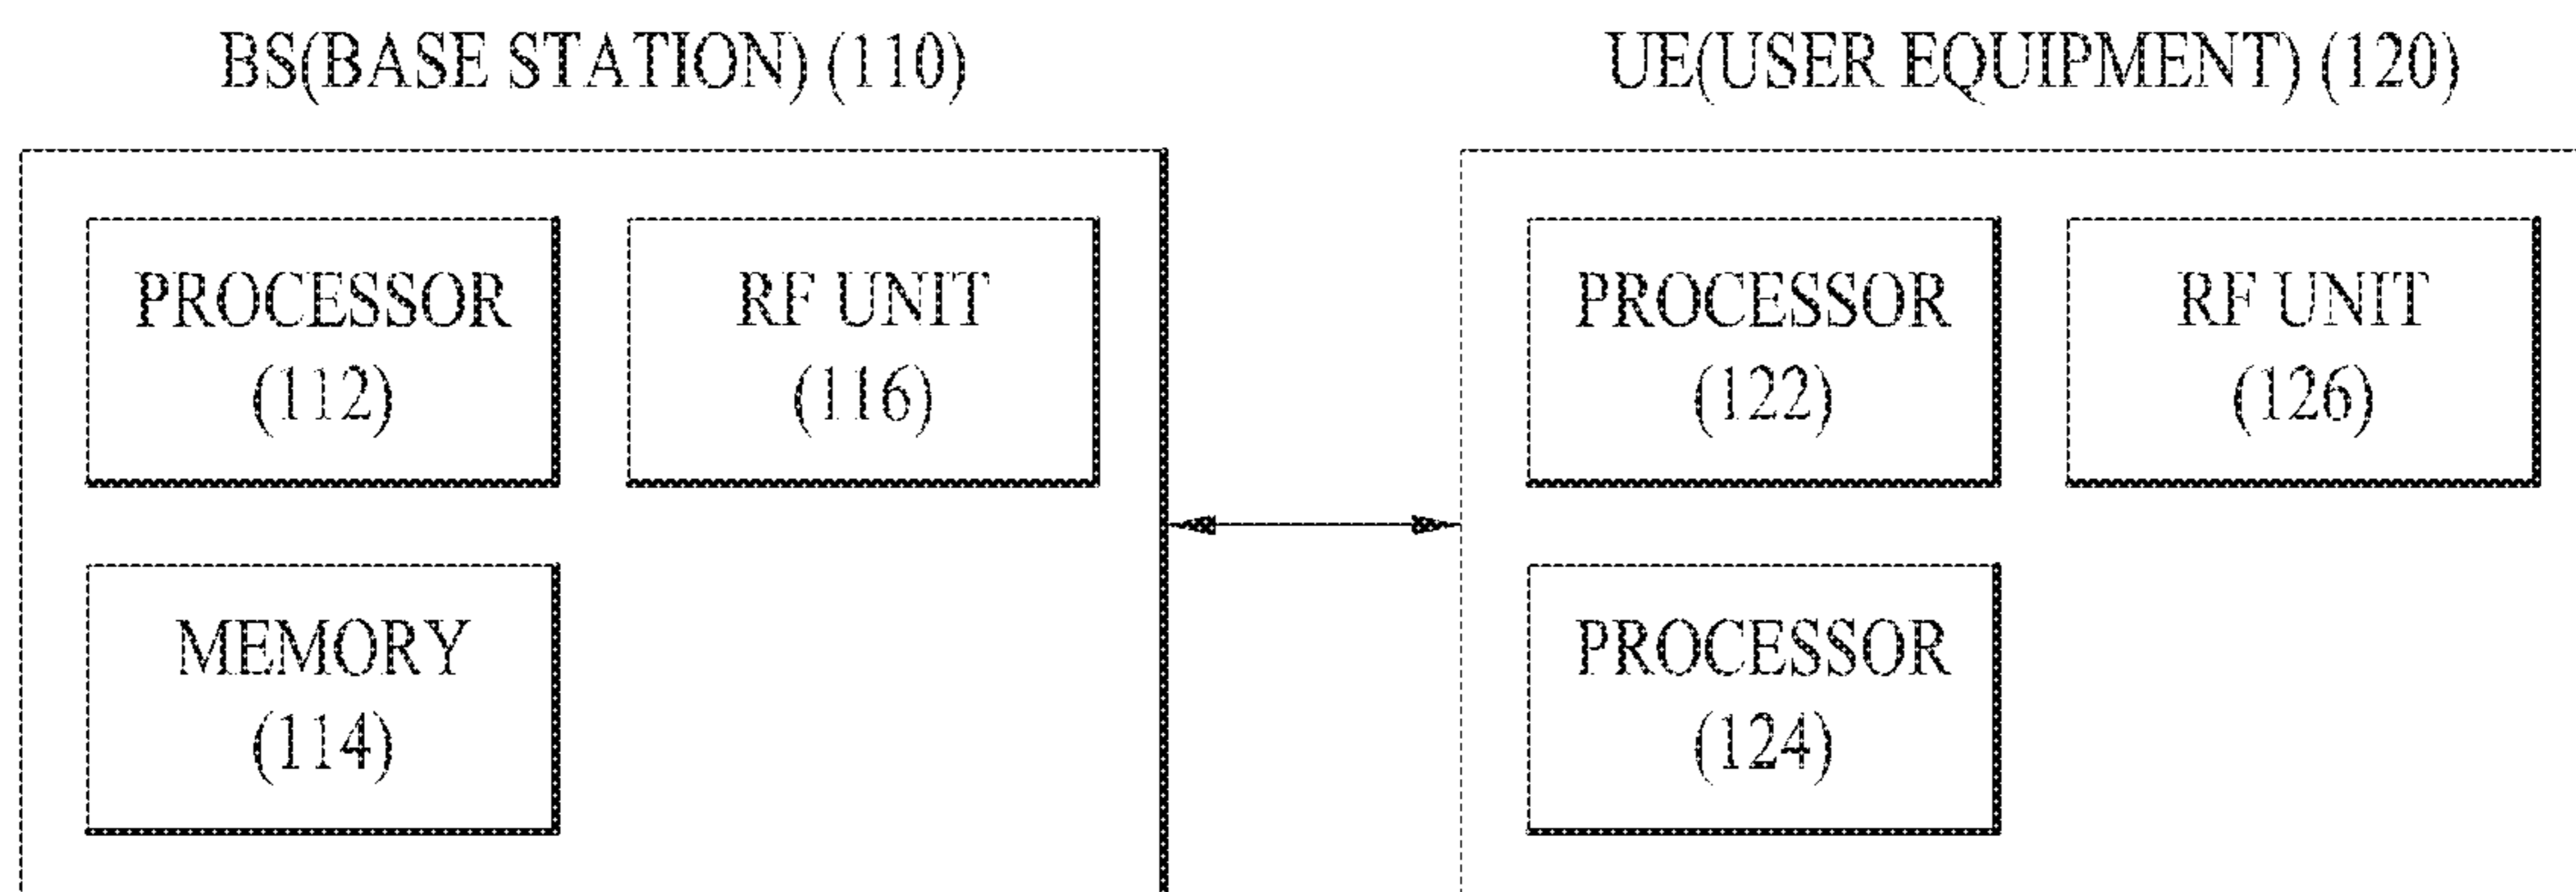 BS(BASE STATION) (110)
UE(USER EQUIPMENT) (120)
PROCESSOR
(112)
RF UNIT
(116)
MEMORY
(114)
PROCESSOR
(122)
RF UNIT
(126)
PROCESSOR
(124)